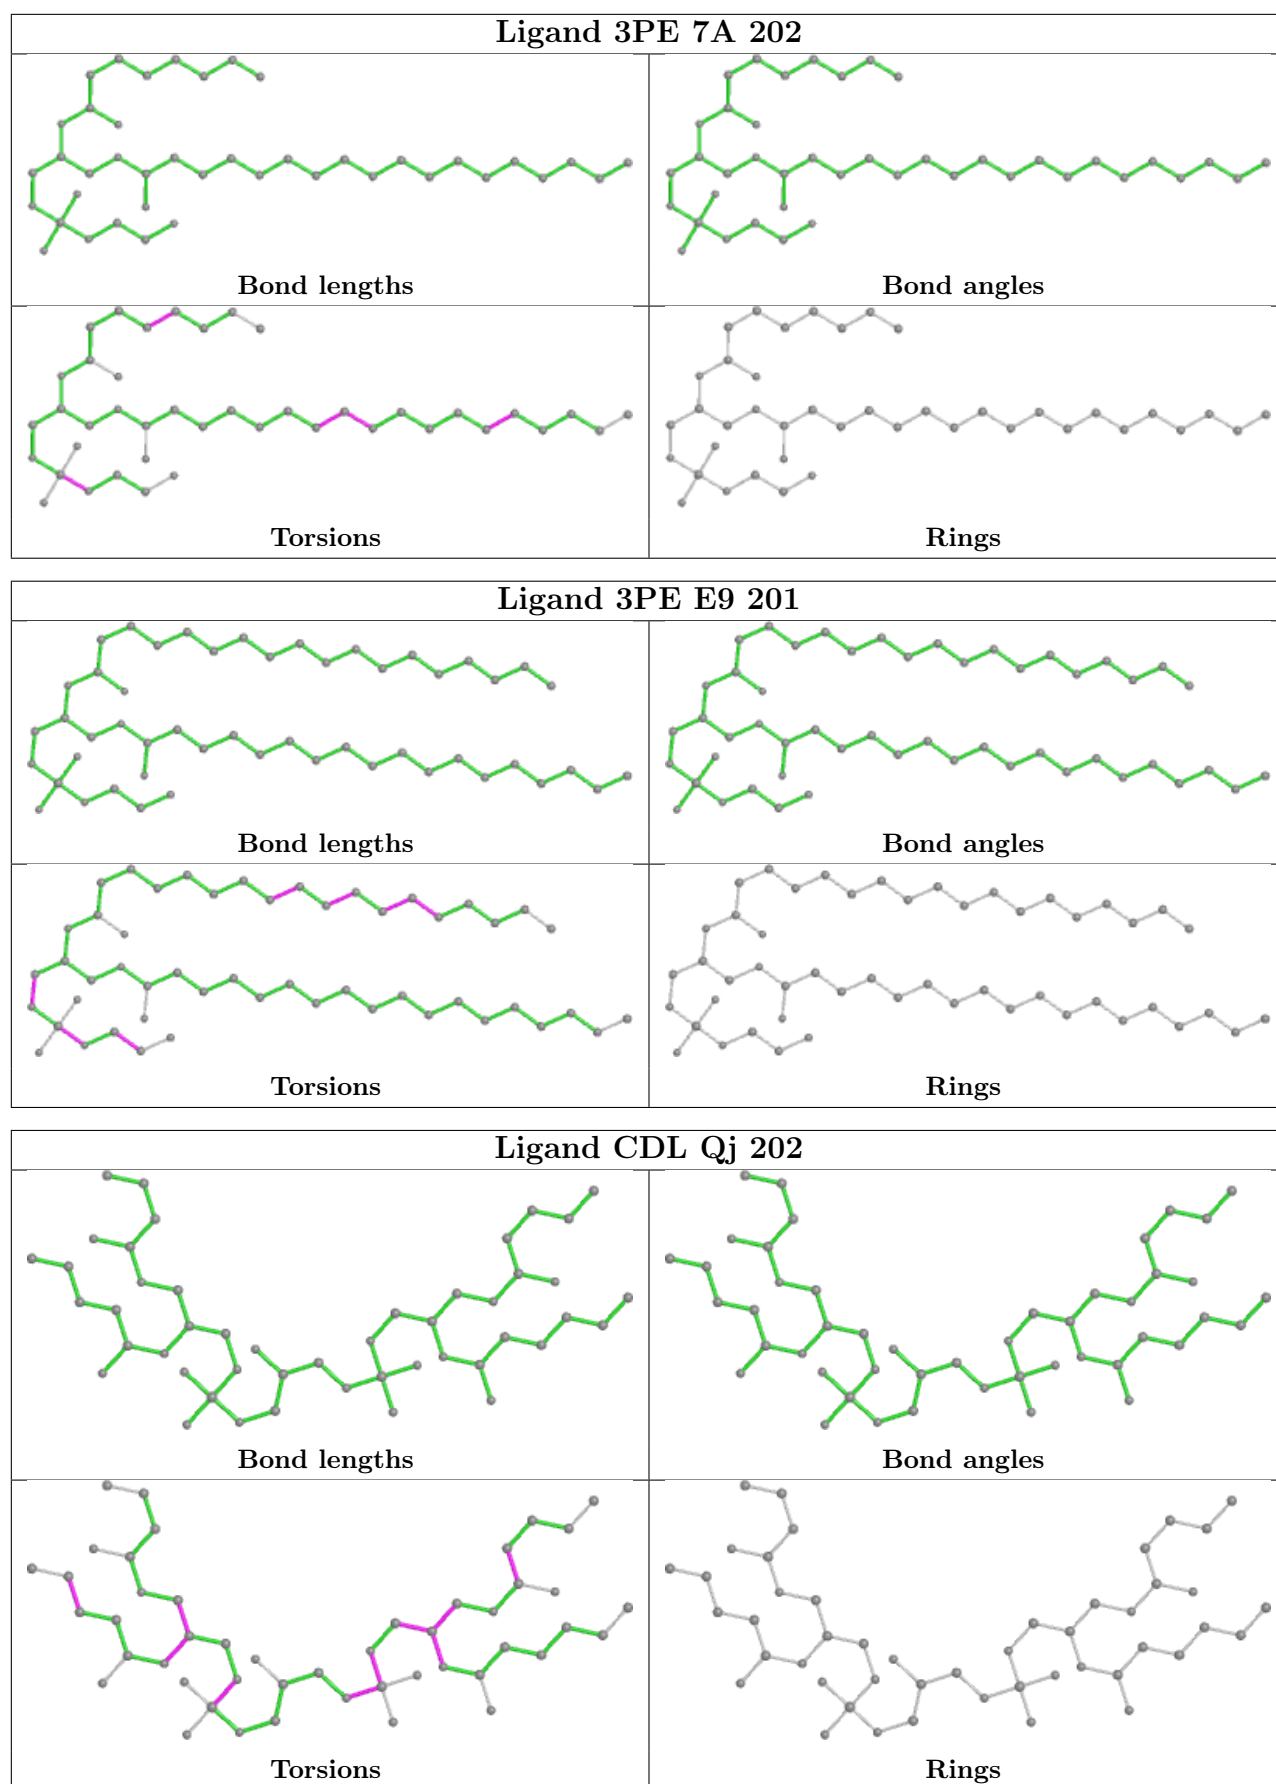 Ligand 3PE 7A 202
Bond lengths
Bond angles
Torsions
Rings
Ligand 3PE E9 201
Bond lengths
Bond angles
Torsions
Rings
Ligand CDL Qj 202
Bond lengths
Bond angles
Torsions
Rings